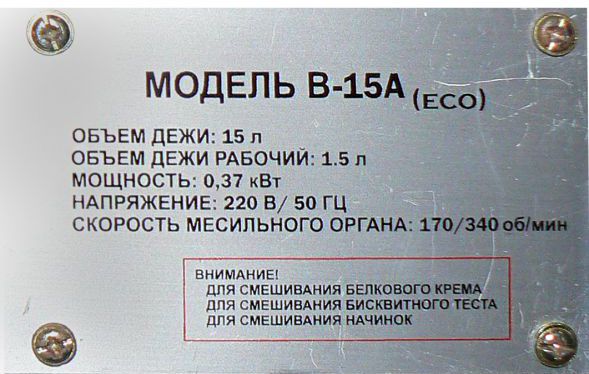 МОДЕЛЬ В-15А (ECO)
ОБЪЕМ ДЕЖИ: 15 л
ОБЪЕМ ДЕЖИ РАБОЧИЙ: 1.5 л
МОЩНОСТЬ: 0,37 кВт
НАПРЯЖЕНИЕ: 220 В/ 50 ГЦ
СКОРОСТЬ МЕСИЛЬНОГО ОРГАНА: 170/340 об/мин
ВНИМАНИЕ!
ДЛЯ СМЕШИВАНИЯ БЕЛКОВОГО КРЕМА
ДЛЯ СМЕШИВАНИЯ БИСКВИТНОГО ТЕСТА
ДЛЯ СМЕШИВАНИЯ НАЧИНОК